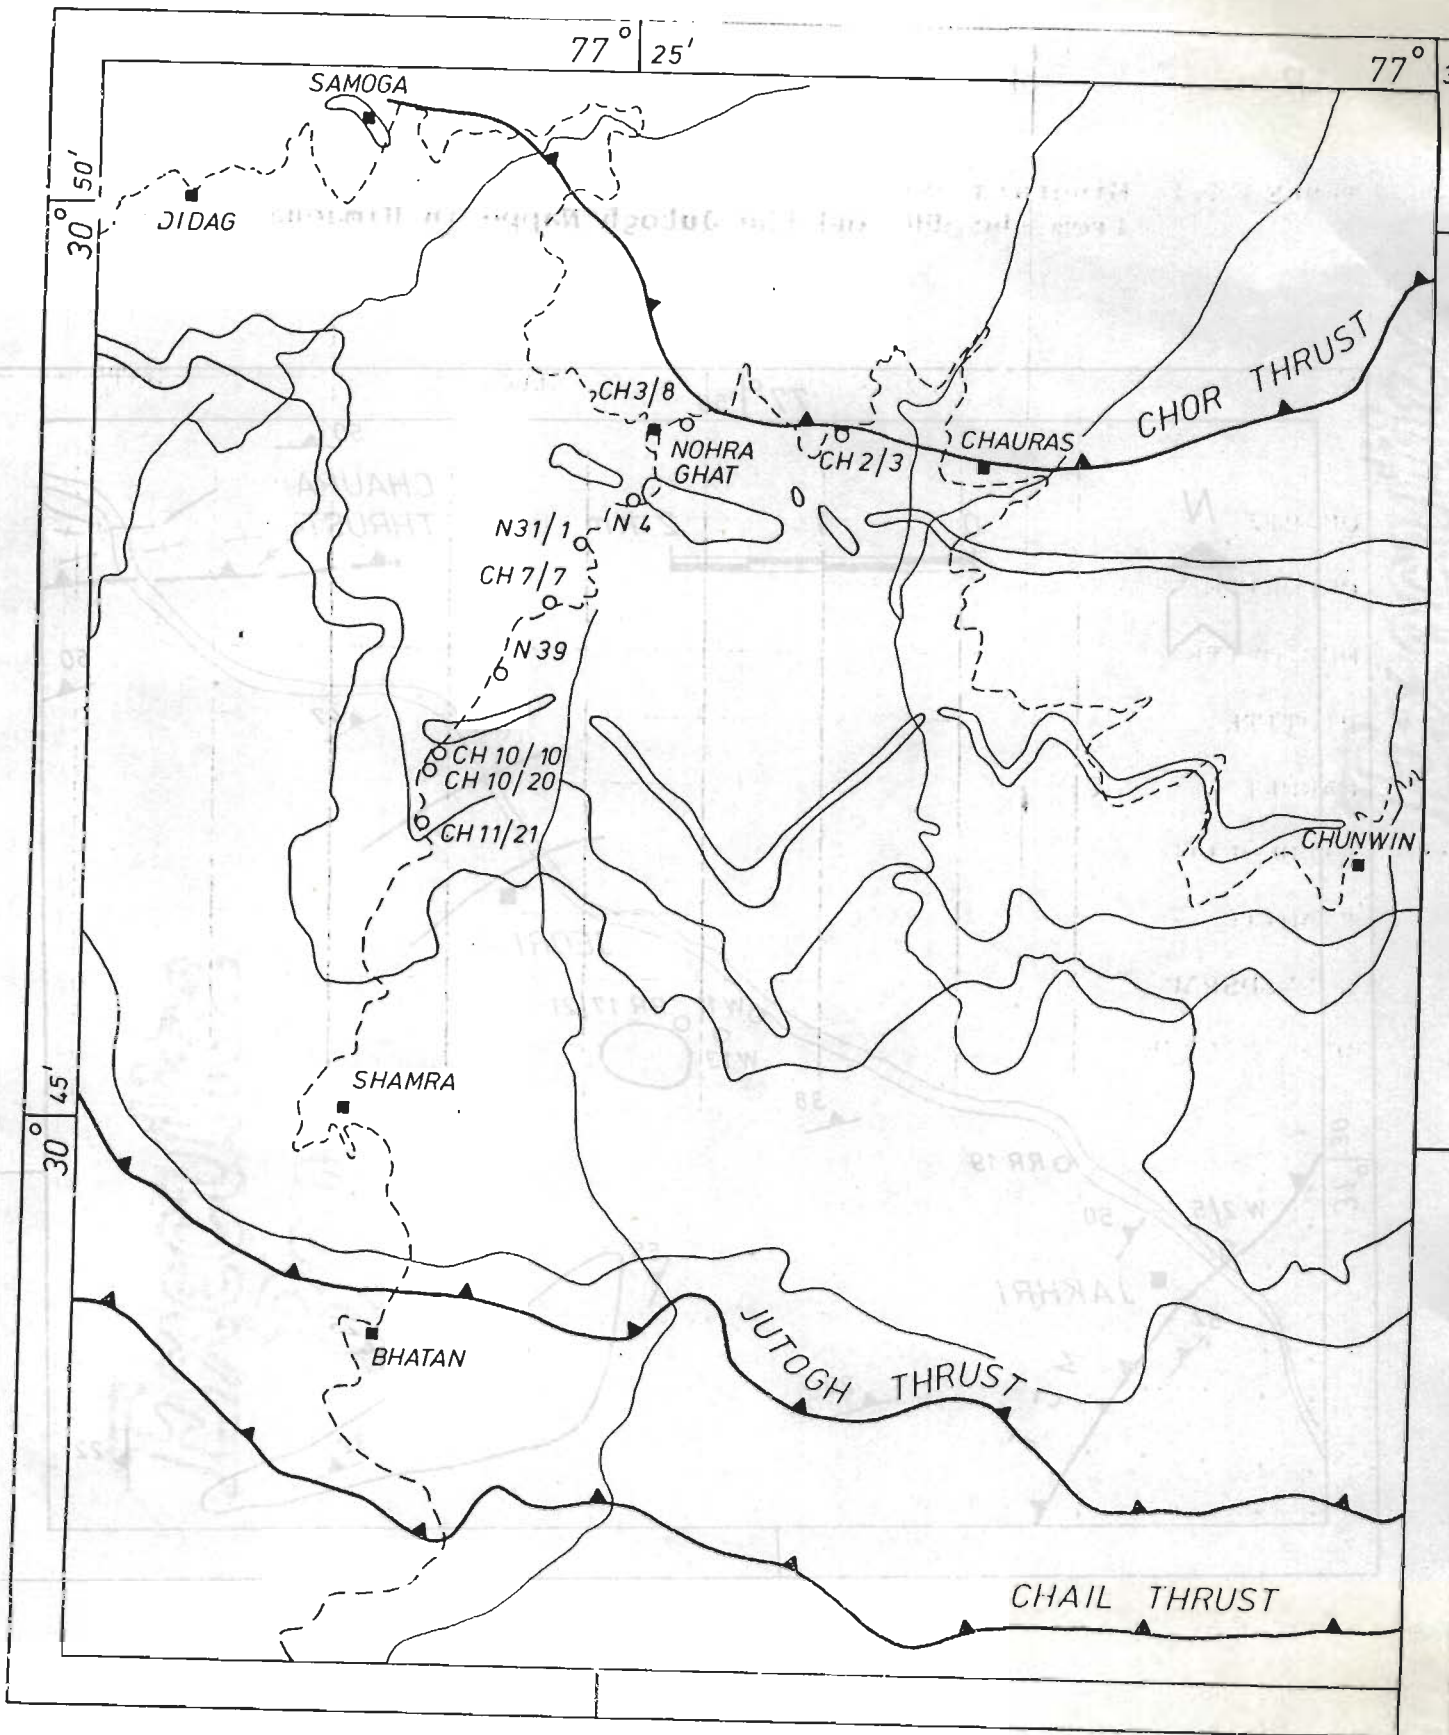 77° 25'
77° 3
SAMOGA
30° 50'
DIDAG
CHOR THRUST
CH3/8
NOHRA
GHAT
CH 2/3
CHAURAS
N 4
N31/1
CH 7/7
N 39
CH 10/10
CH 10/20
CH 11/21
CHUNWIN
30° 45'
SHAMRA
BHATAN
JUTOGH THRUST
CHAIL THRUST